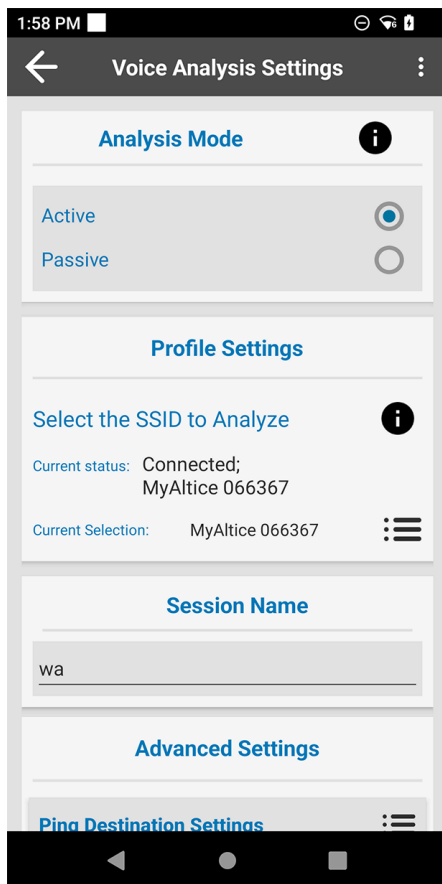 1:58 PM
Voice Analysis Settings
Analysis Mode
Active
Passive
Profile Settings
Select the SSID to Analyze
Current status: Connected;
MyAltice 066367
Current Selection: MyAltice 066367
Session Name
wa
Advanced Settings
Ping Destination Settings